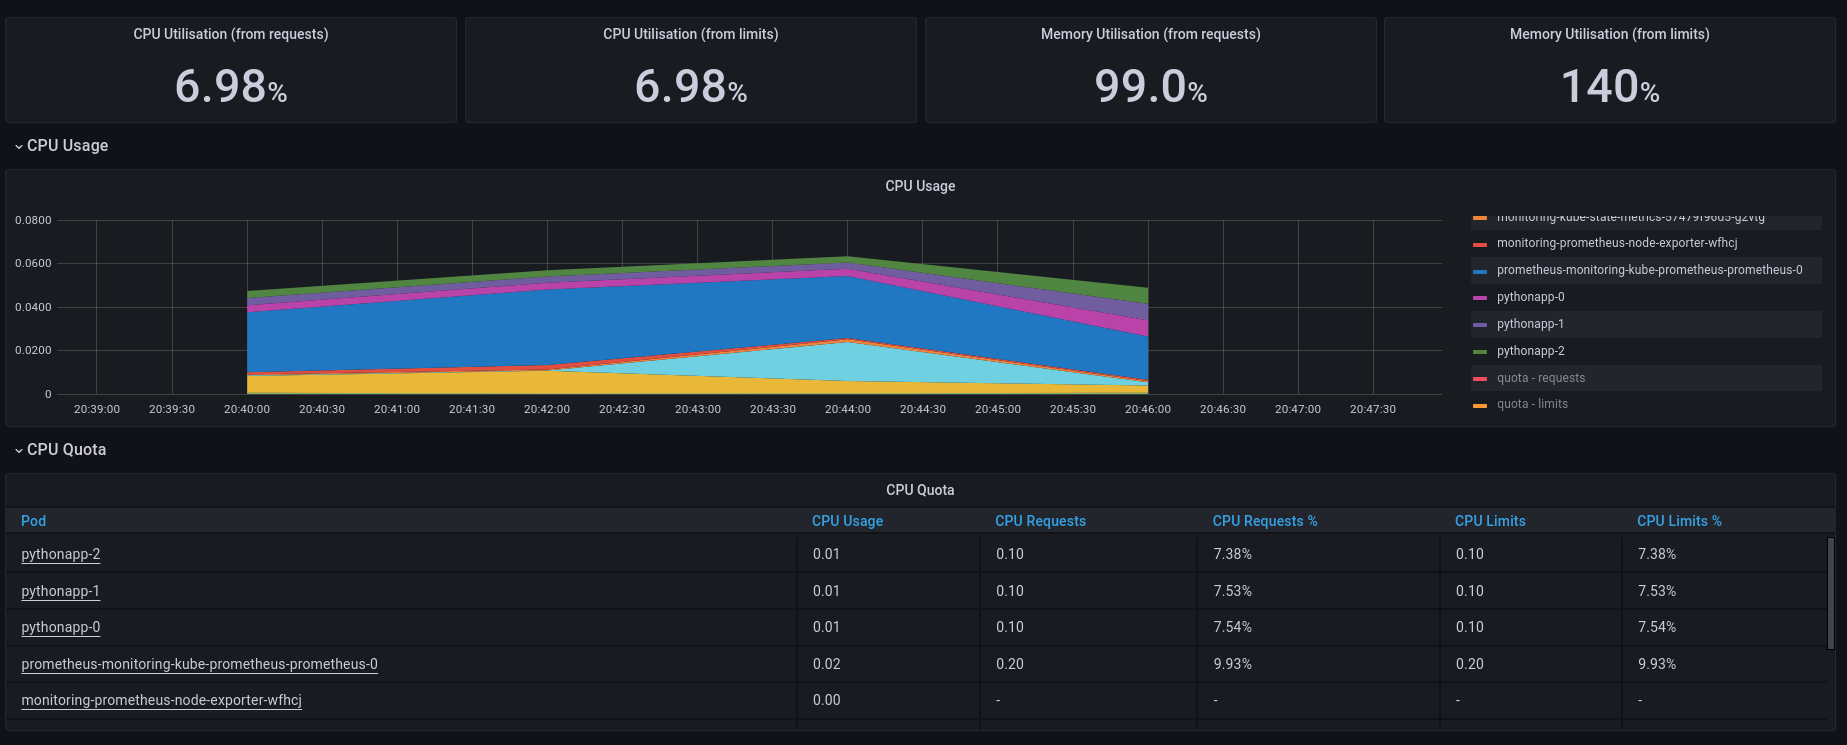 CPU Utilisation (from requests)
6.98%
CPU Utilisation (from limits)
6.98%
Memory Utilisation (from requests)
99.0%
Memory Utilisation (from limits)
140%
CPU Usage
CPU Usage
0.0800
0.0600
0.0400
0.0200
0
20:39:00 20:39:30 20:40:00 20:40:30 20:41:00 20:41:30 20:42:00 20:42:30 20:43:00 20:43:30 20:44:00 20:44:30 20:45:00 20:45:30 20:46:00 20:46:30 20:47:00 20:47:30
monitoring-kube-state-metrics-57479f96d5-g2vtg
monitoring-prometheus-node-exporter-wfhcj
prometheus-monitoring-kube-prometheus-prometheus-0
pythonapp-0
pythonapp-1
pythonapp-2
quota - requests
quota - limits
CPU Quota
CPU Quota
Pod CPU Usage CPU Requests CPU Requests % CPU Limits CPU Limits %
pythonapp-2 0.01 0.10 7.38% 0.10 7.38%
pythonapp-1 0.01 0.10 7.53% 0.10 7.53%
pythonapp-0 0.01 0.10 7.54% 0.10 7.54%
prometheus-monitoring-kube-prometheus-prometheus-0 0.02 0.20 9.93% 0.20 9.93%
monitoring-prometheus-node-exporter-wfhcj 0.00 - - - -